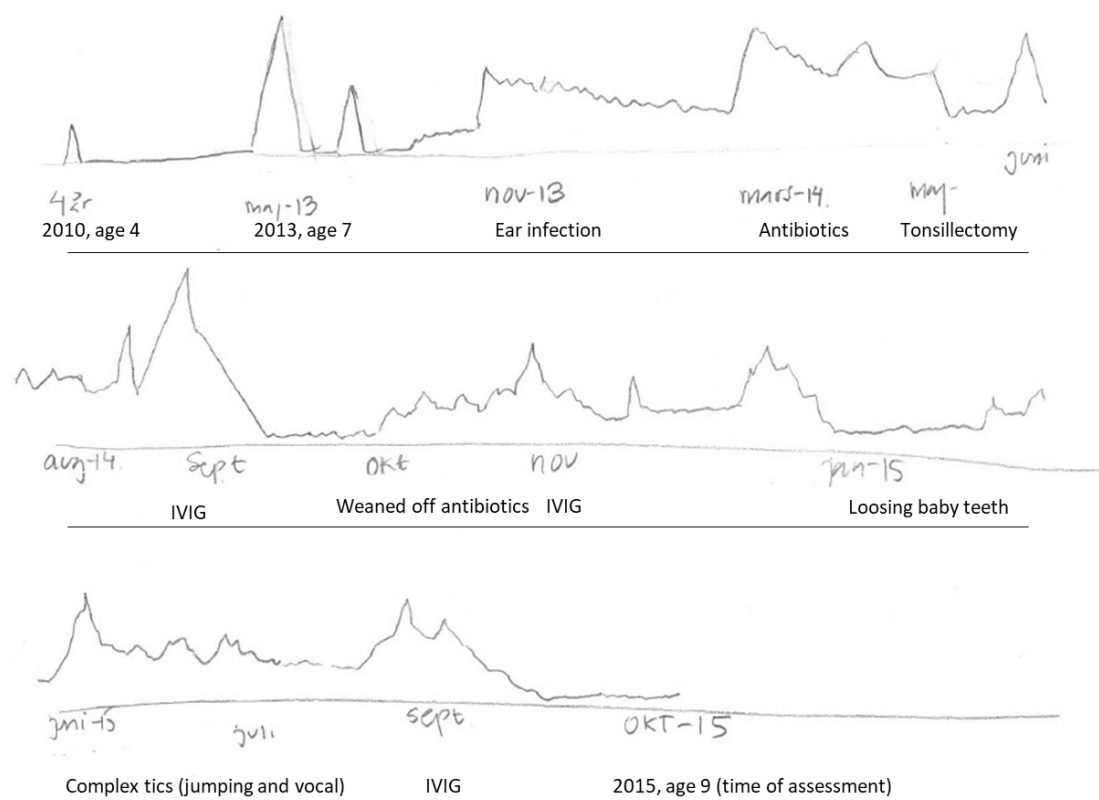 4år maj-13 nov-13 mars-14. maj- juni
2010, age 4 2013, age 7 Ear infection Antibiotics Tonsillectomy
aug-14. Sept Okt nov jan-15
IVIG Weaned off antibiotics IVIG Loosing baby teeth
juni-15 juli sept OKT-15
Complex tics (jumping and vocal) IVIG 2015, age 9 (time of assessment)